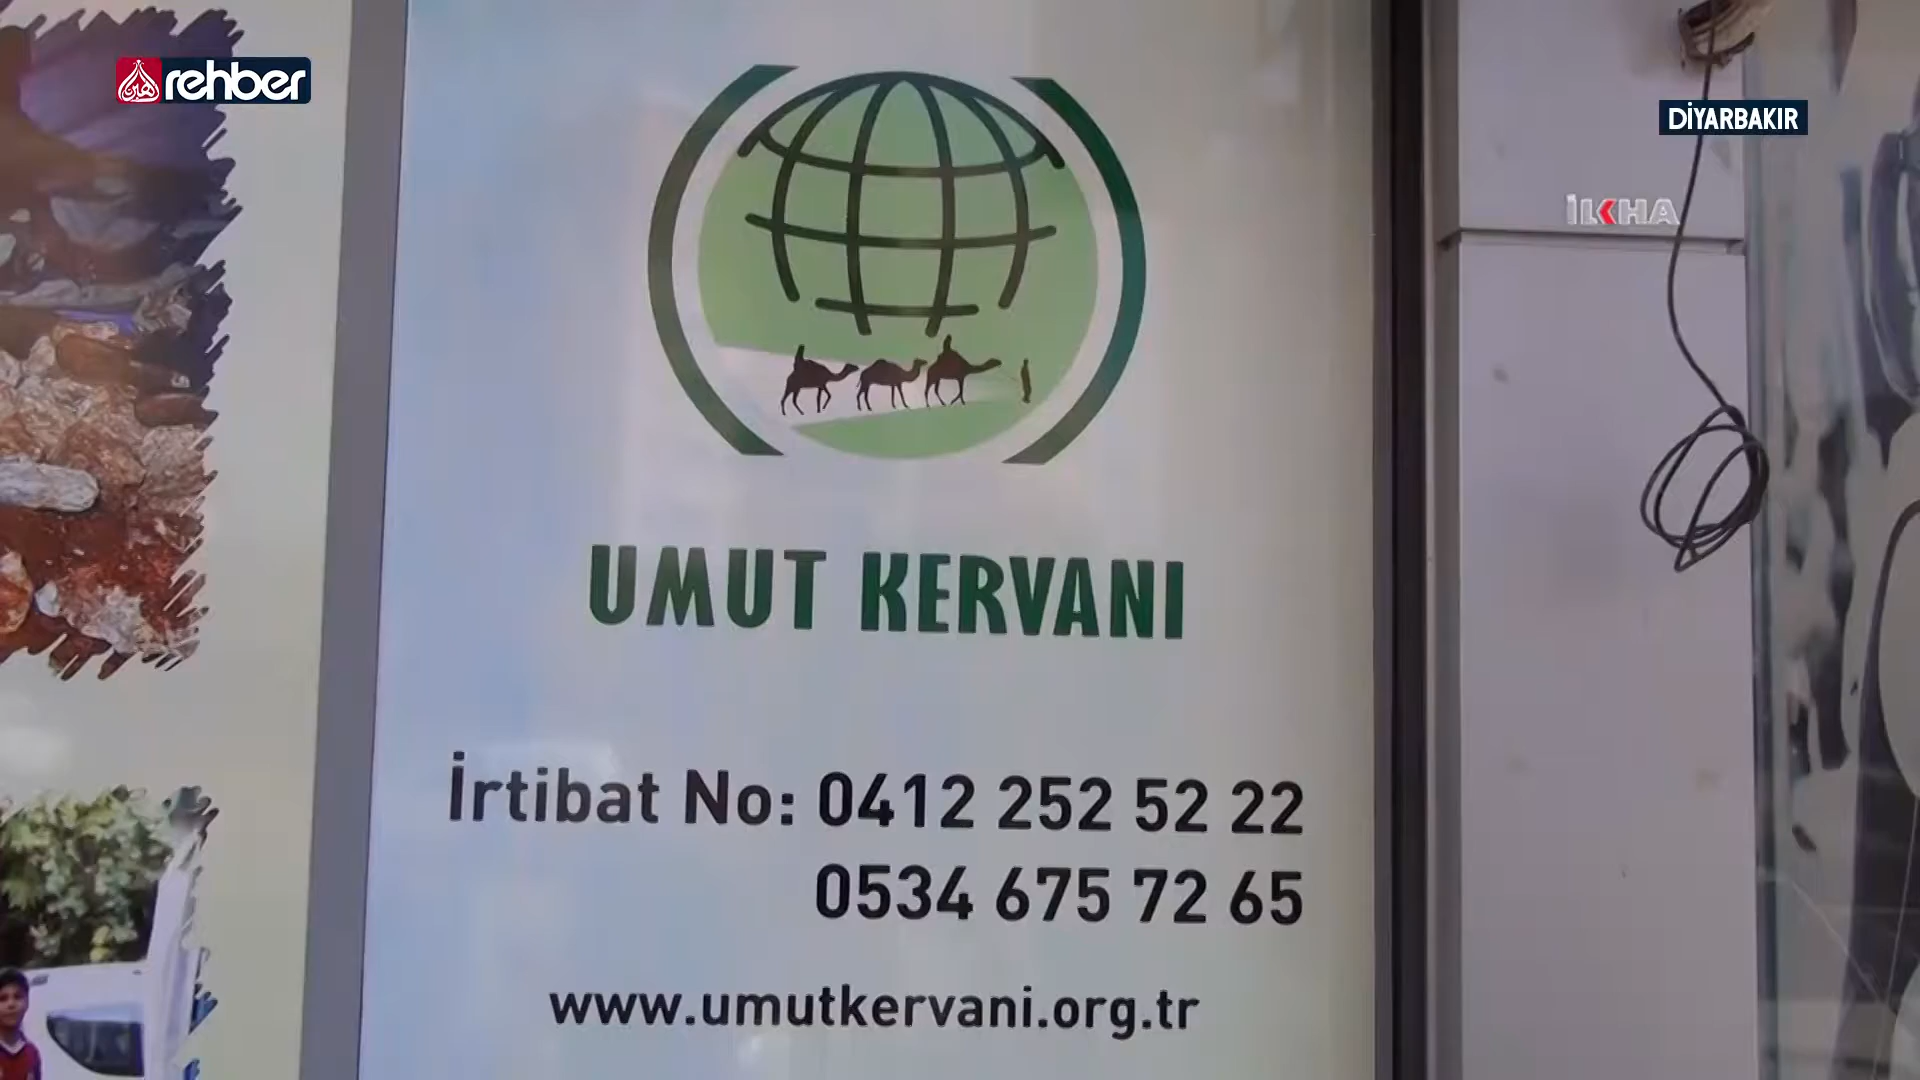 rehber
DİYARBAKIR
İLKHA
UMUT KERVANI
İrtibat No: 0412 252 52 22
0534 675 72 65
www.umutkervani.org.tr